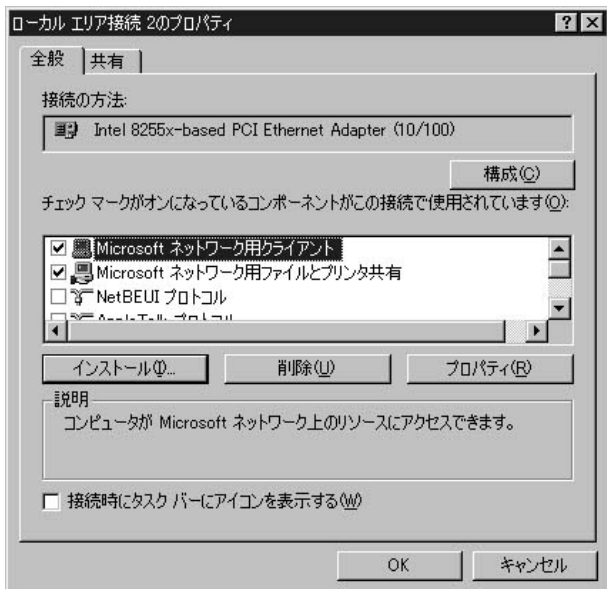 ローカル エリア接続 2のプロパティ
全般 共有
接続の方法:
Intel 8255x-based PCI Ethernet Adapter (10/100)
構成(C)
チェック マークがオンになっているコンポーネントがこの接続で使用されています(O):
Microsoft ネットワーク用クライアント
Microsoft ネットワーク用ファイルとプリンタ共有
NetBEUI プロトコル
AppleTalk プロトコル
インストール(I)... 削除(U) プロパティ(R)
説明
コンピュータが Microsoft ネットワーク上のリソースにアクセスできます。
接続時にタスク バーにアイコンを表示する(W)
OK キャンセル